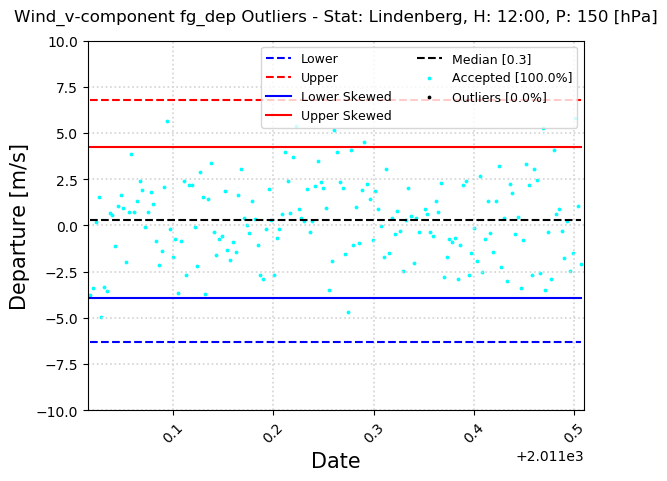 Wind_v-component fg_dep Outliers - Stat: Lindenberg, H: 12:00, P: 150 [hPa]
Lower
Upper
Lower Skewed
Upper Skewed
Median [0.3]
Accepted [100.0%]
Outliers [0.0%]
Departure [m/s]
10.0
7.5
5.0
2.5
0.0
−2.5
−5.0
−7.5
−10.0
0.1
0.2
0.3
0.4
0.5
+2.011e3
Date